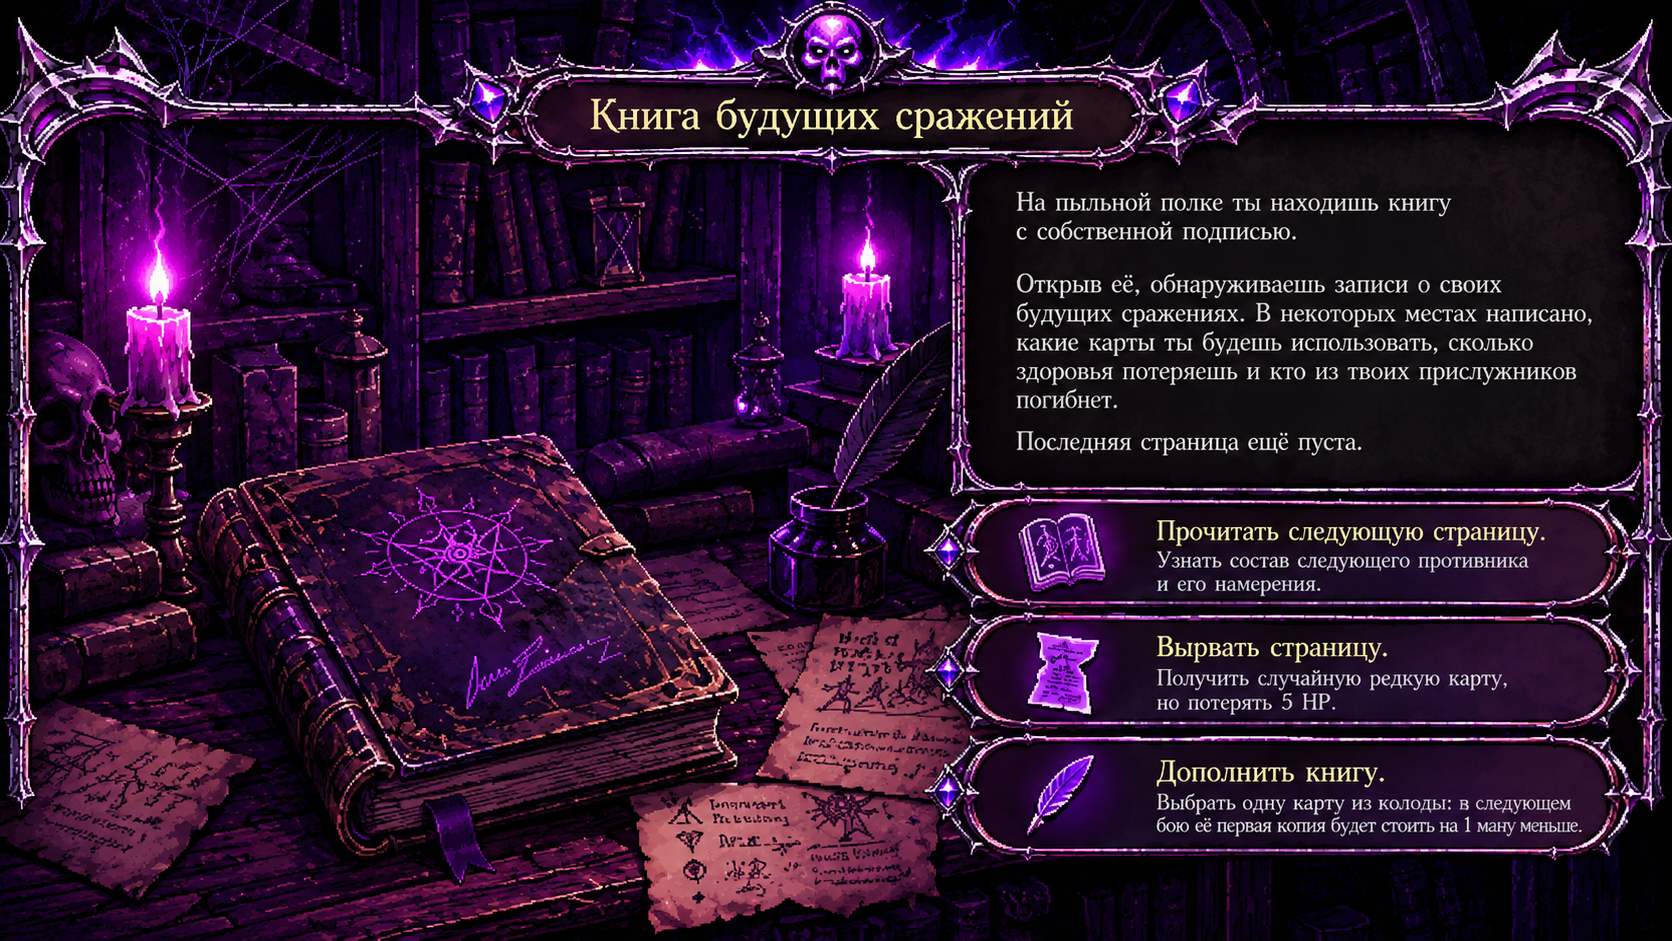 Книга будущих сражений
На пыльной полке ты находишь книгу
с собственной подписью.
Открыв её, обнаруживаешь записи о своих
будущих сражениях. В некоторых местах написано,
какие карты ты будешь использовать, сколько
здоровья потеряешь и кто из твоих прислужников
погибнет.
Последняя страница ещё пуста.
Прочитать следующую страницу.
Узнать состав следующего противника
и его намерения.
Вырвать страницу.
Получить случайную редкую карту,
но потерять 5 HP.
Дополнить книгу.
Выбрать одну карту из колоды: в следующем
бою её первая копия будет стоить на 1 ману меньше.